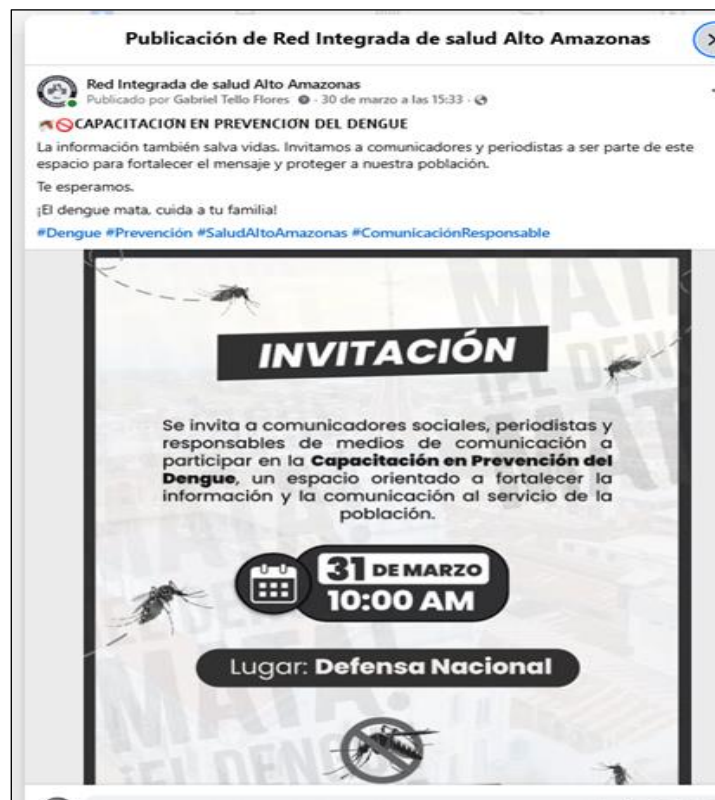 Publicación de Red Integrada de salud Alto Amazonas
Red Integrada de salud Alto Amazonas
Publicado por Gabriel Tello Flores · 30 de marzo a las 15:33 ·
🦟🚫CAPACITACIÓN EN PREVENCIÓN DEL DENGUE
La información también salva vidas. Invitamos a comunicadores y periodistas a ser parte de este
espacio para fortalecer el mensaje y proteger a nuestra población.
Te esperamos.
¡El dengue mata, cuida a tu familia!
#Dengue #Prevención #SaludAltoAmazonas #ComunicaciónResponsable
INVITACIÓN
Se invita a comunicadores sociales, periodistas y
responsables de medios de comunicación a
participar en la Capacitación en Prevención del
Dengue, un espacio orientado a fortalecer la
información y la comunicación al servicio de la
población.
31 DE MARZO
10:00 AM
Lugar: Defensa Nacional